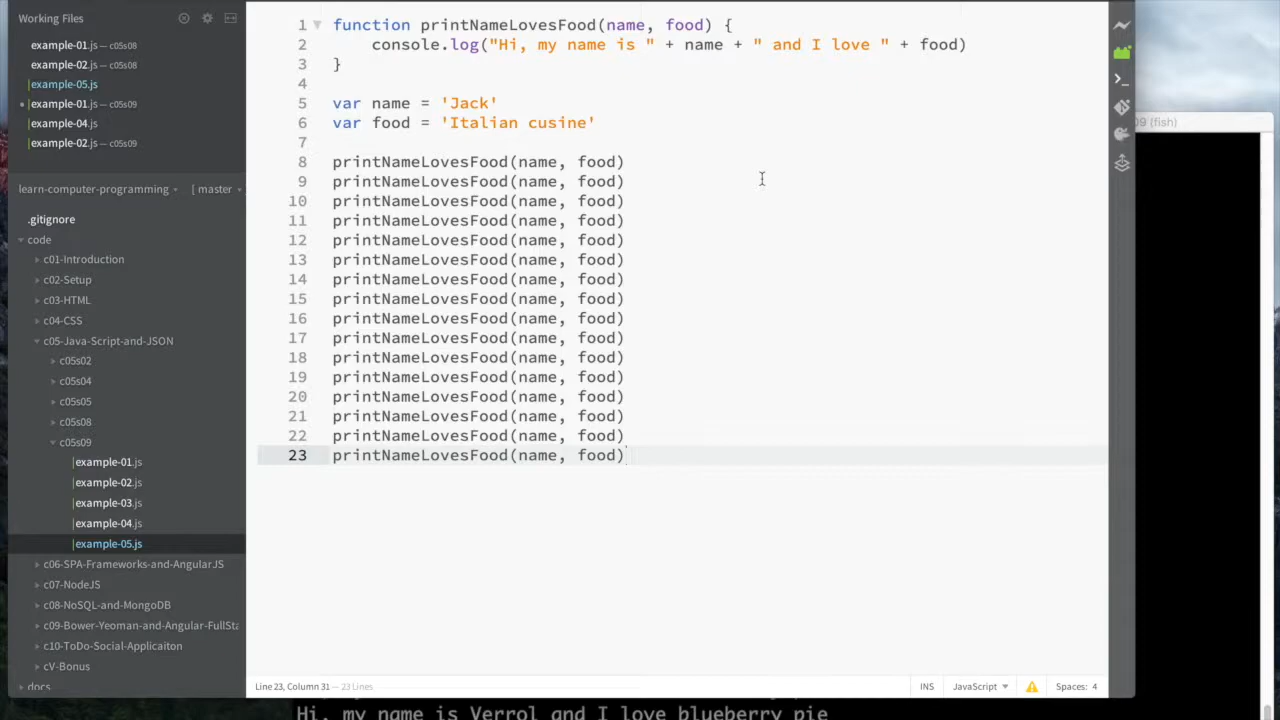 Working Files
example-01.js — c05s08
example-02.js — c05s08
example-05.js
example-01.js — c05s09
example-04.js
example-02.js — c05s09
learn-computer-programming
[ master
.gitignore
code
c01-Introduction
c02-Setup
c03-HTML
c04-CSS
c05-Java-Script-and-JSON
c05s02
c05s04
c05s05
c05s08
c05s09
example-01.js
example-02.js
example-03.js
example-04.js
example-05.js
c06-SPA-Frameworks-and-AngularJS
c07-NodeJS
c08-NoSQL-and-MongoDB
c09-Bower-Yeoman-and-Angular-FullSta
c10-ToDo-Social-Applicaiton
cV-Bonus
docs
1 function printNameLovesFood(name, food) {
2 console.log("Hi, my name is " + name + " and I love " + food)
3 }
4
5 var name = 'Jack'
6 var food = 'Italian cusine'
7
8 printNameLovesFood(name, food)
9 printNameLovesFood(name, food)
10 printNameLovesFood(name, food)
11 printNameLovesFood(name, food)
12 printNameLovesFood(name, food)
13 printNameLovesFood(name, food)
14 printNameLovesFood(name, food)
15 printNameLovesFood(name, food)
16 printNameLovesFood(name, food)
17 printNameLovesFood(name, food)
18 printNameLovesFood(name, food)
19 printNameLovesFood(name, food)
20 printNameLovesFood(name, food)
21 printNameLovesFood(name, food)
22 printNameLovesFood(name, food)
23 printNameLovesFood(name, food)
Line 23, Column 31 — 23 Lines
INS
JavaScript
Spaces: 4
(fish)
Hi, my name is Verrol and I love blueberry pie